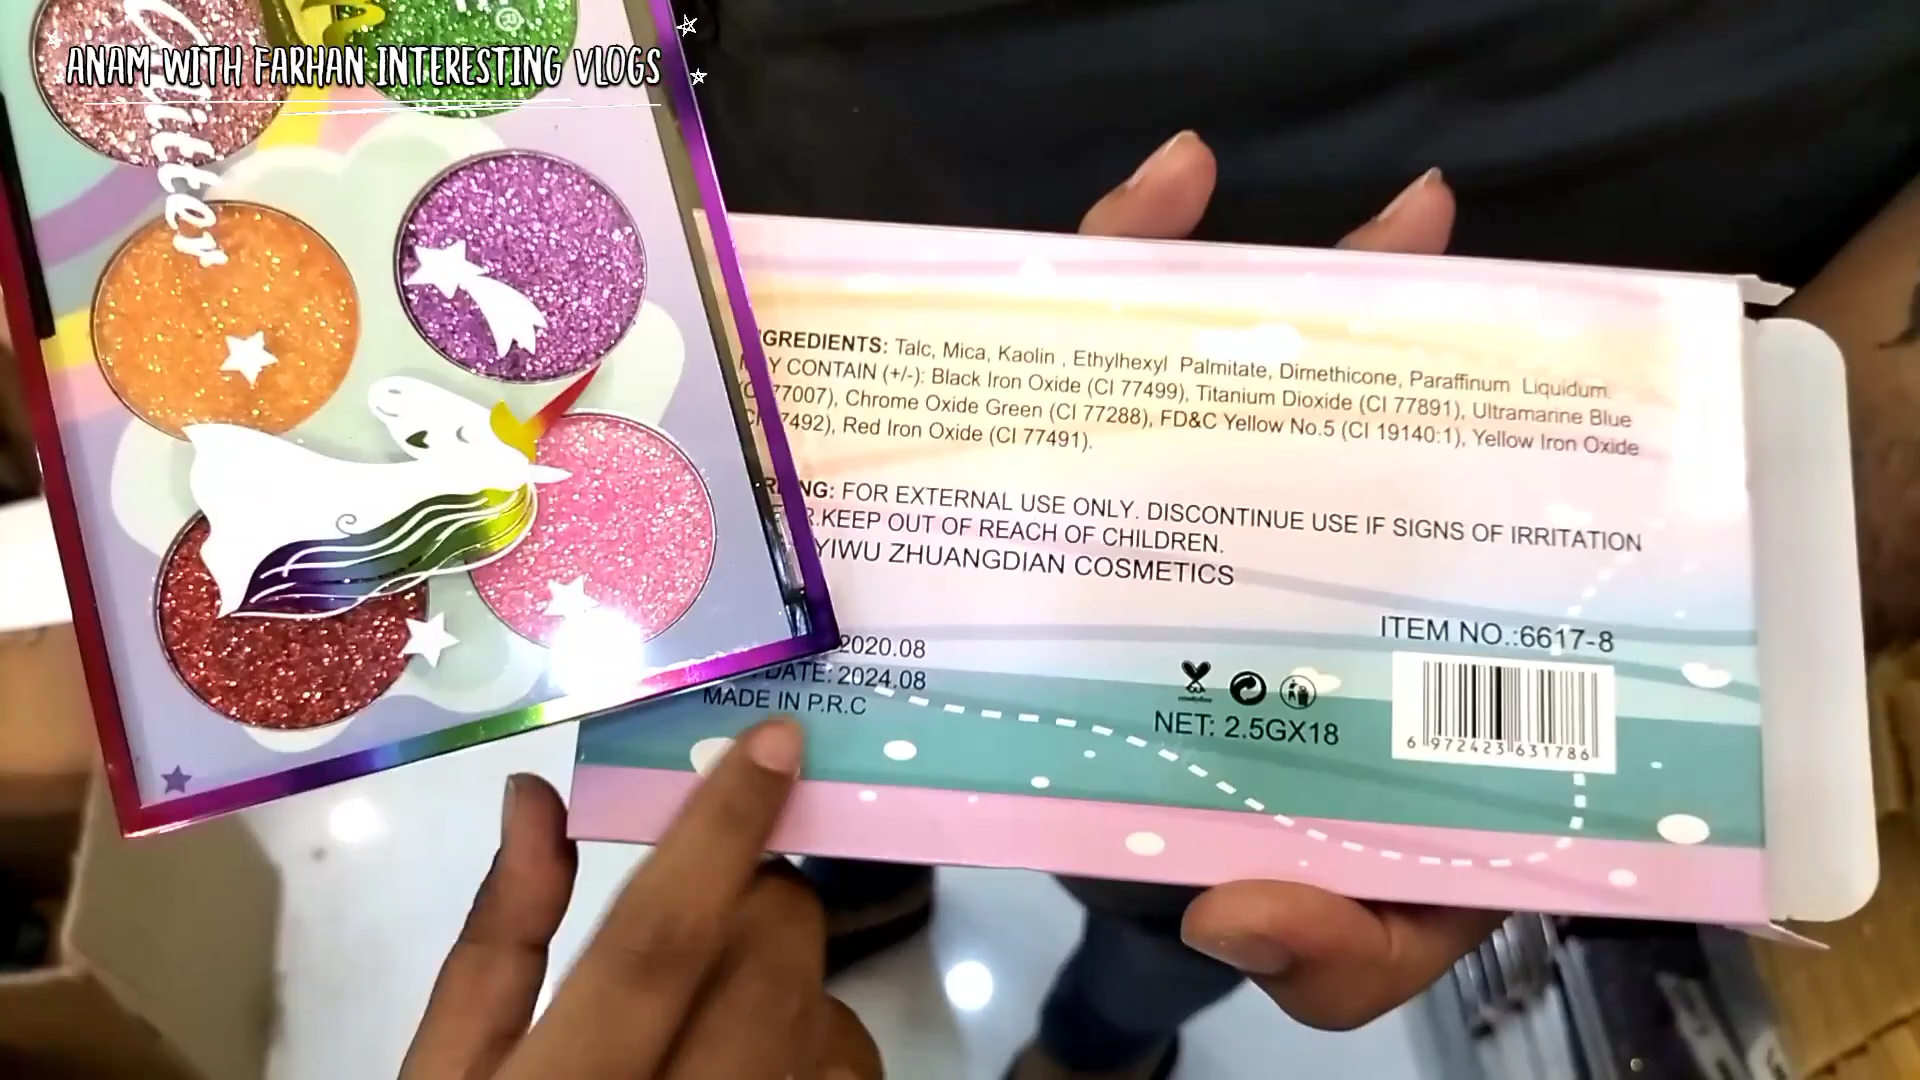 ANAM WITH FARHAN INTERESTING VLOGS
Glitter
GREDIENTS: Talc, Mica, Kaolin , Ethylhexyl Palmitate, Dimethicone, Paraffinum Liquidum.
Y CONTAIN (+/-): Black Iron Oxide (CI 77499), Titanium Dioxide (CI 77891), Ultramarine Blue
77007), Chrome Oxide Green (CI 77288), FD&C Yellow No.5 (CI 19140:1), Yellow Iron Oxide
7492), Red Iron Oxide (CI 77491).
NG: FOR EXTERNAL USE ONLY. DISCONTINUE USE IF SIGNS OF IRRITATION
R.KEEP OUT OF REACH OF CHILDREN.
YIWU ZHUANGDIAN COSMETICS
ITEM NO.:6617-8
2020.08
DATE: 2024.08
MADE IN P.R.C
NET: 2.5GX18
6 972423 631786